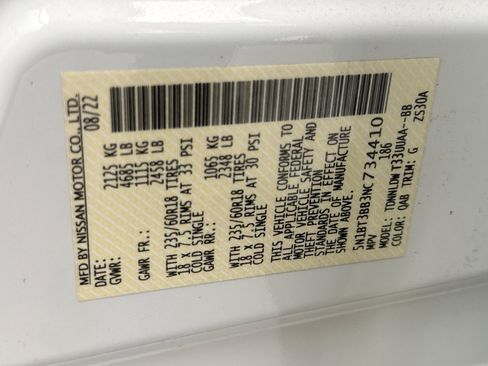 MFD BY NISSAN MOTOR CO., LTD.
DATE: 08/22
GVWR: 2125 KG
4685 LB
GAWR FR.: 1115 KG
2458 LB
WITH 235/60R18 TIRES
18 X 7.5 RIMS AT 33 PSI
COLD SINGLE
GAWR RR.: 1065 KG
2348 LB
WITH 235/60R18 TIRES
18 X 7.5 RIMS AT 30 PSI
COLD SINGLE
THIS VEHICLE CONFORMS TO
ALL APPLICABLE FEDERAL
MOTOR VEHICLE SAFETY AND
THEFT PREVENTION
STANDARDS IN EFFECT ON
THE DATE OF MANUFACTURE
SHOWN ABOVE.
5N1BT3BB3NC734410
MPV 186
MODEL: TDNNLDWT33UUAA--BB
COLOR: QAB TRIM: G ZS30A